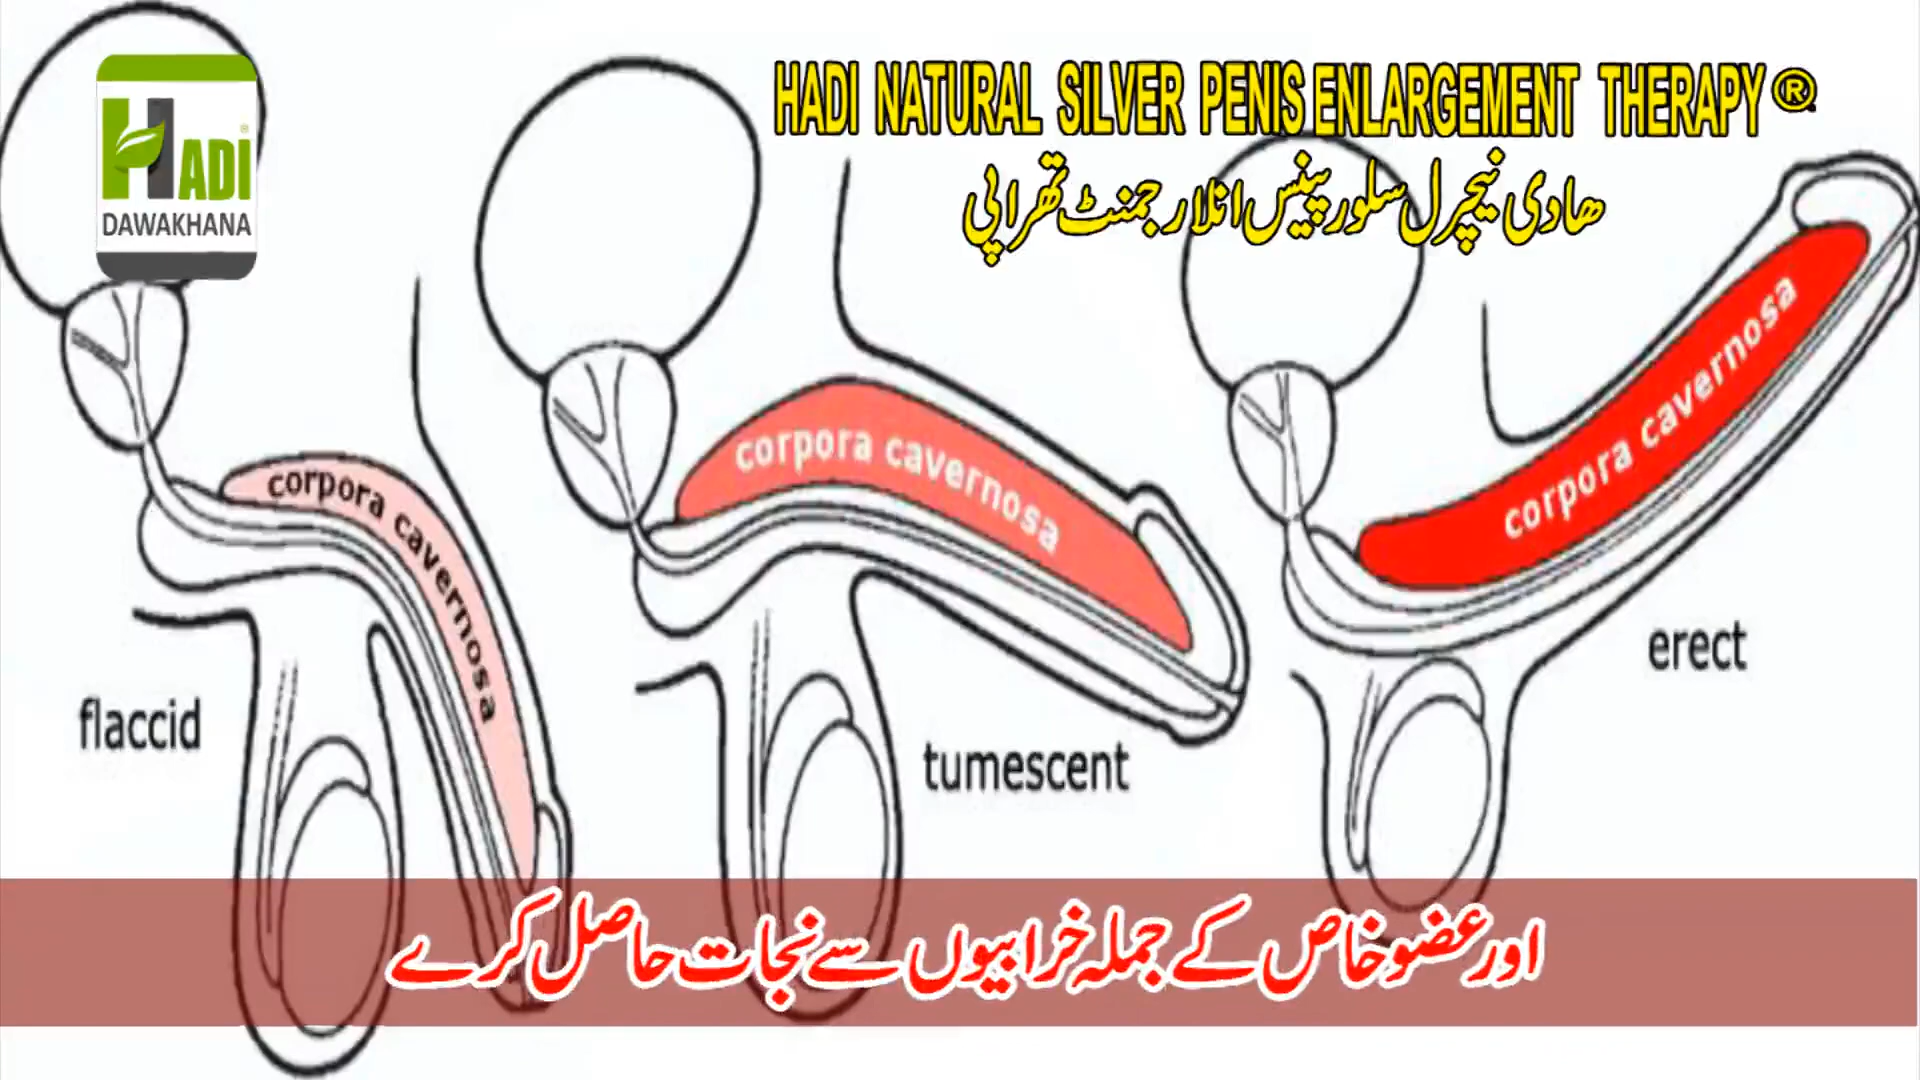 HADI NATURAL SILVER PENIS ENLARGEMENT THERAPY ®
ھادی نیچرل سلور پینس انلارجمنٹ تھراپی
HADI ®
DAWAKHANA
corpora cavernosa
corpora cavernosa
corpora cavernosa
flaccid
tumescent
erect
اور عضو خاص کے جملہ خرابیوں سے نجات حاصل کرے